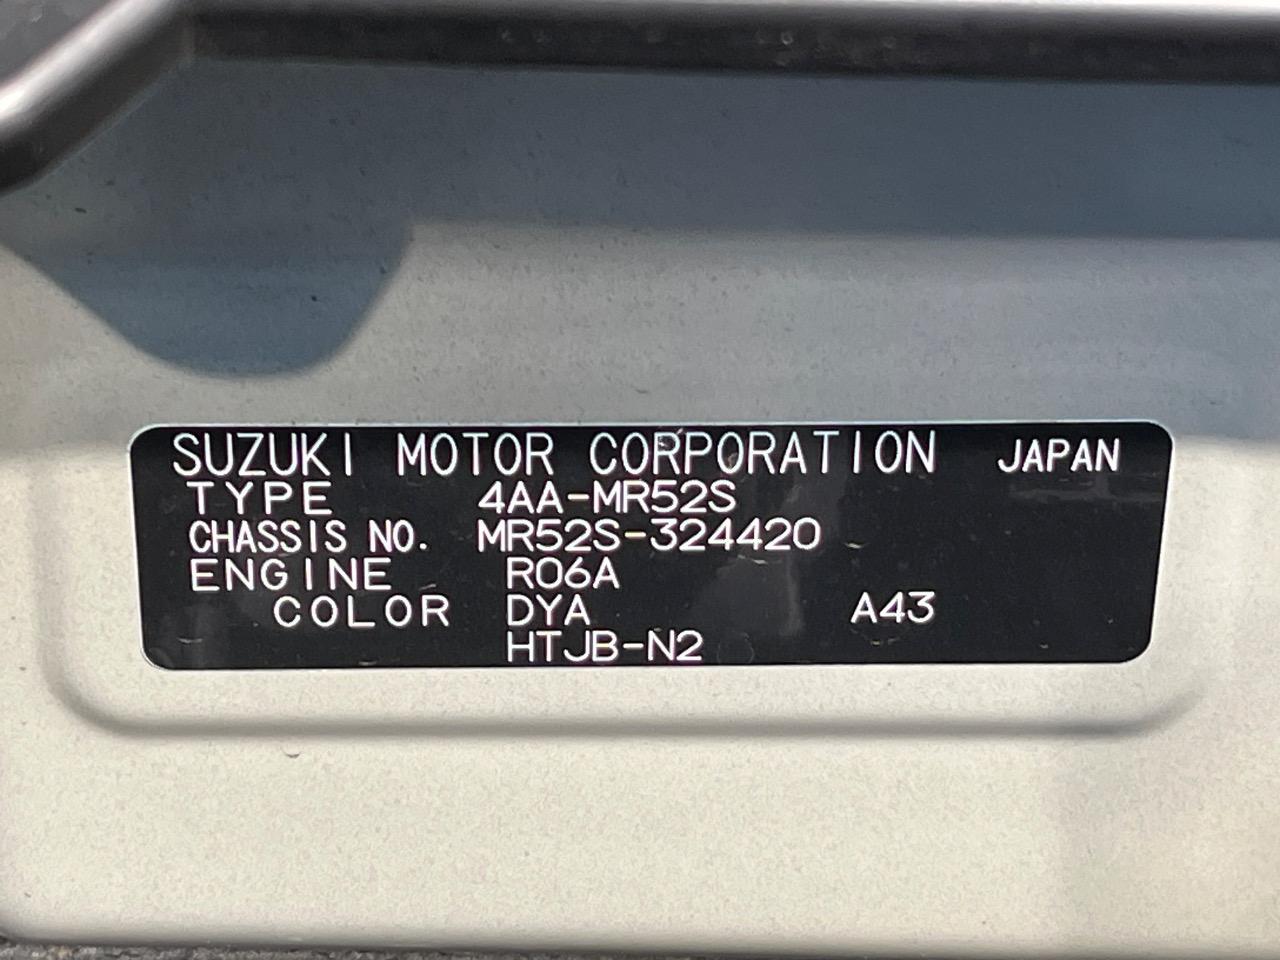 SUZUKI MOTOR CORPORATION JAPAN
TYPE 4AA-MR52S
CHASSIS NO. MR52S-324420
ENGINE R06A
COLOR DYA A43
HTJB-N2